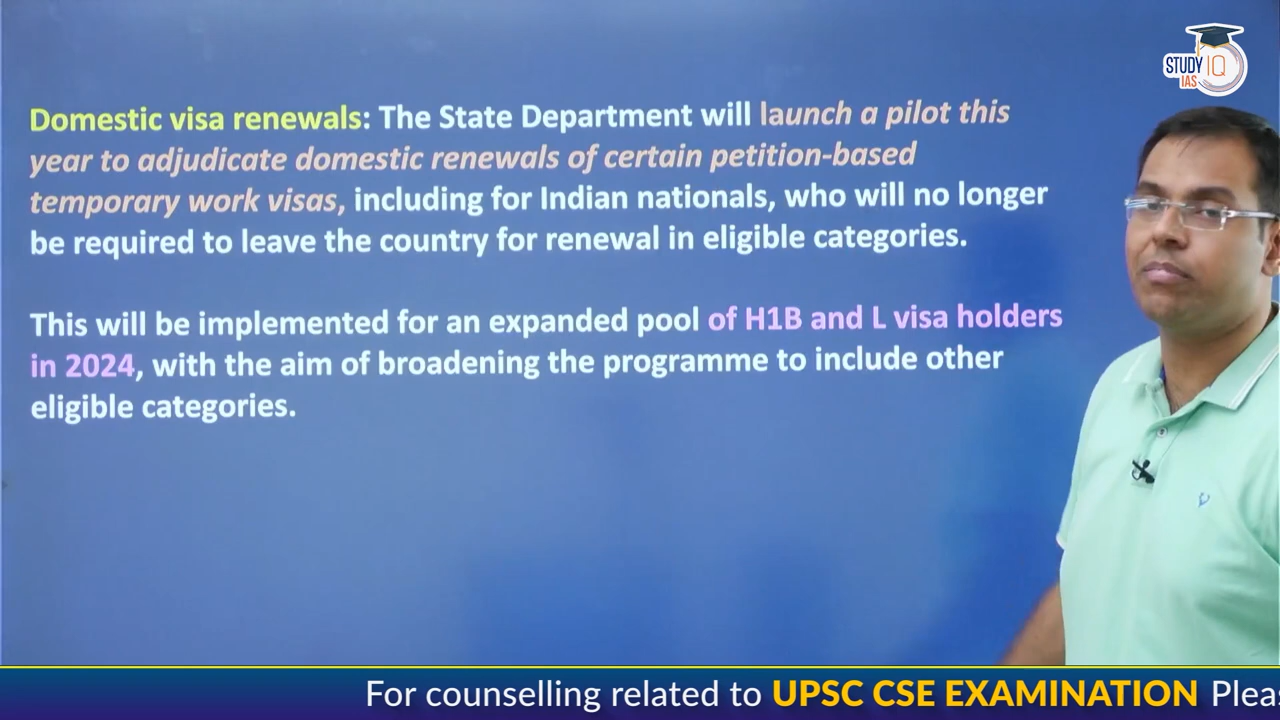 STUDY IQ
IAS
Domestic visa renewals: The State Department will launch a pilot this
year to adjudicate domestic renewals of certain petition-based
temporary work visas, including for Indian nationals, who will no longer
be required to leave the country for renewal in eligible categories.
This will be implemented for an expanded pool of H1B and L visa holders
in 2024, with the aim of broadening the programme to include other
eligible categories.
For counselling related to UPSC CSE EXAMINATION Pleas